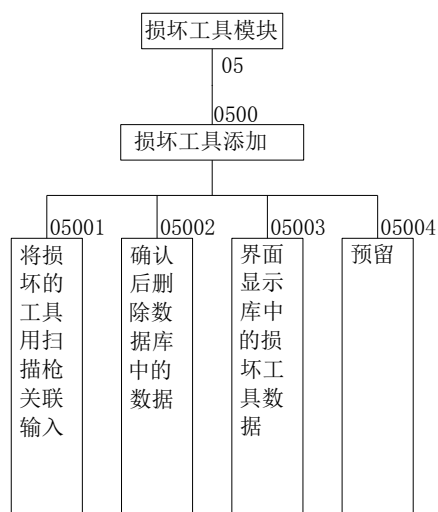 损坏工具模块
05
0500
损坏工具添加
05001
将损
坏的
工具
用扫
描枪
关联
输入
05002
确认
后删
除数
据库
中的
数据
05003
界面
显示
库中
的损
坏工
具数
据
05004
预留